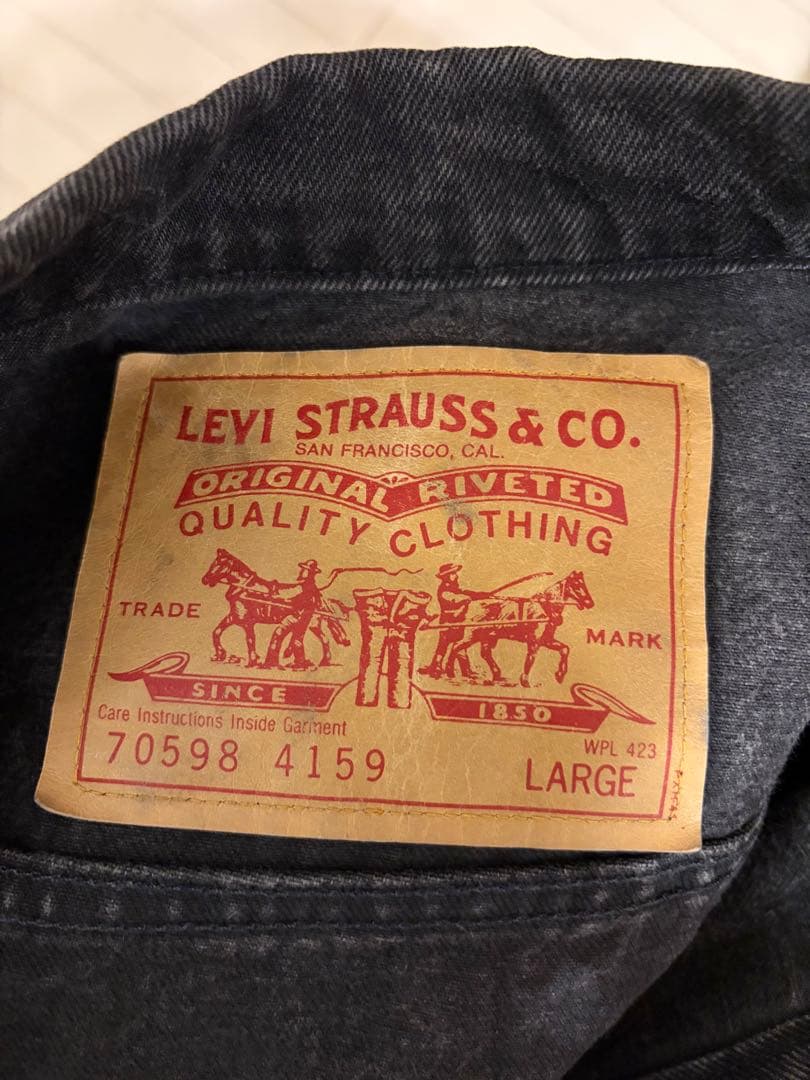 LEVI STRAUSS & CO.
SAN FRANCISCO, CAL.
ORIGINAL RIVETED
QUALITY CLOTHING
TRADE MARK
SINCE 1850
Care Instructions Inside Garment
WPL 423
70598 4159
LARGE